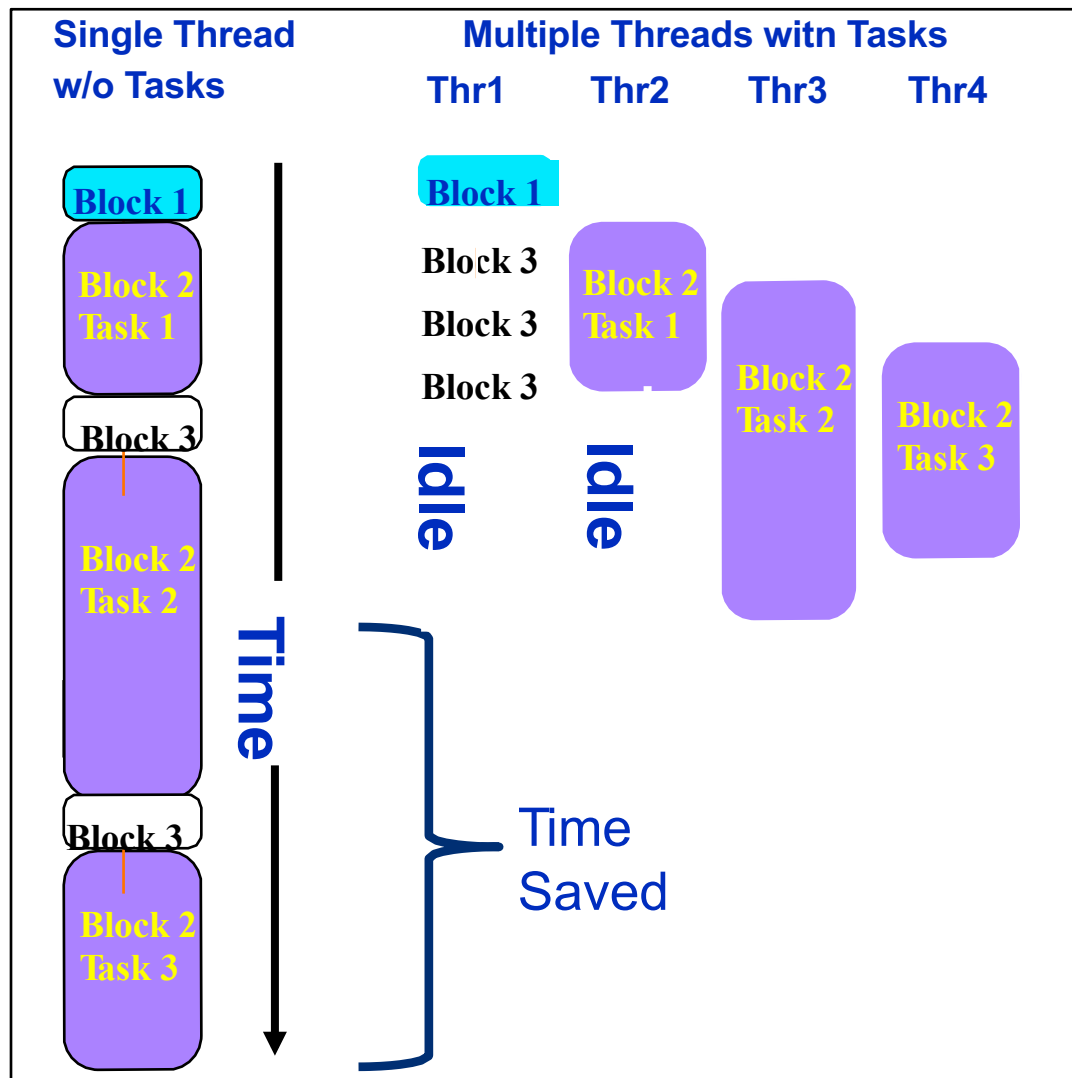 Single Thread
w/o Tasks
Block 1
Block 2
Task 1
Block 3
Block 2
Task 2
Block 3
Block 2
Task 3
Time
Multiple Threads witn Tasks
Thr1 Thr2 Thr3 Thr4
Block 1
Block 3
Block 3
Block 3
Idle
Block 2
Task 1
Idle
Block 2
Task 2
Block 2
Task 3
Time
Saved